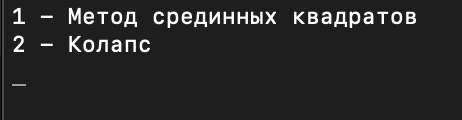 1 – Метод срединных квадратов
2 – Колапс
_